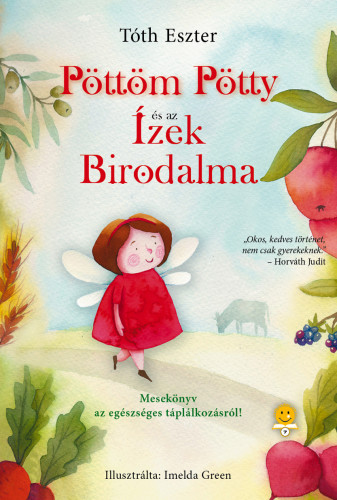 Tóth Eszter
Pöttöm Pötty
és az
Ízek
Birodalma
„Okos, kedves történet,
nem csak gyerekeknek.”
– Horváth Judit
Mesekönyv
az egészséges táplálkozásról!
Illusztrálta: Imelda Green